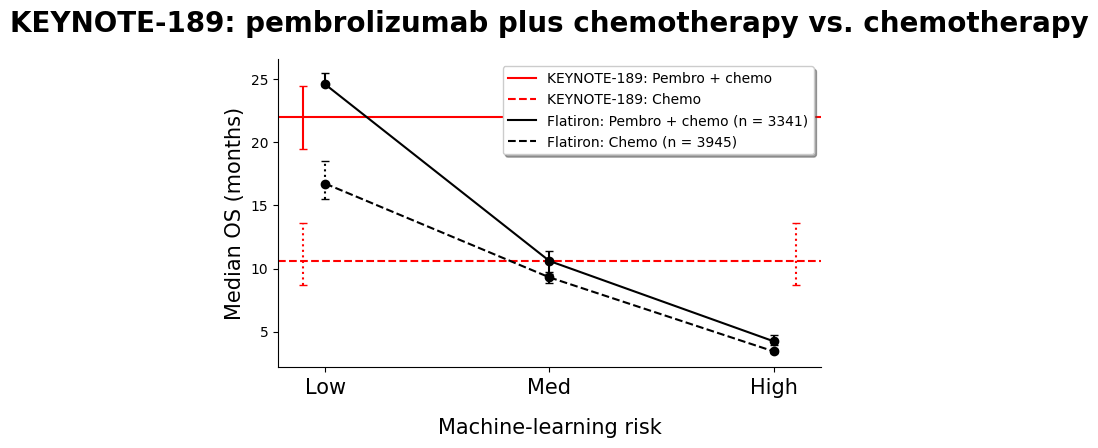 KEYNOTE-189: pembrolizumab plus chemotherapy vs. chemotherapy
KEYNOTE-189: Pembro + chemo
KEYNOTE-189: Chemo
Flatiron: Pembro + chemo (n = 3341)
Flatiron: Chemo (n = 3945)
Median OS (months)
25
20
15
10
5
Low Med High
Machine-learning risk